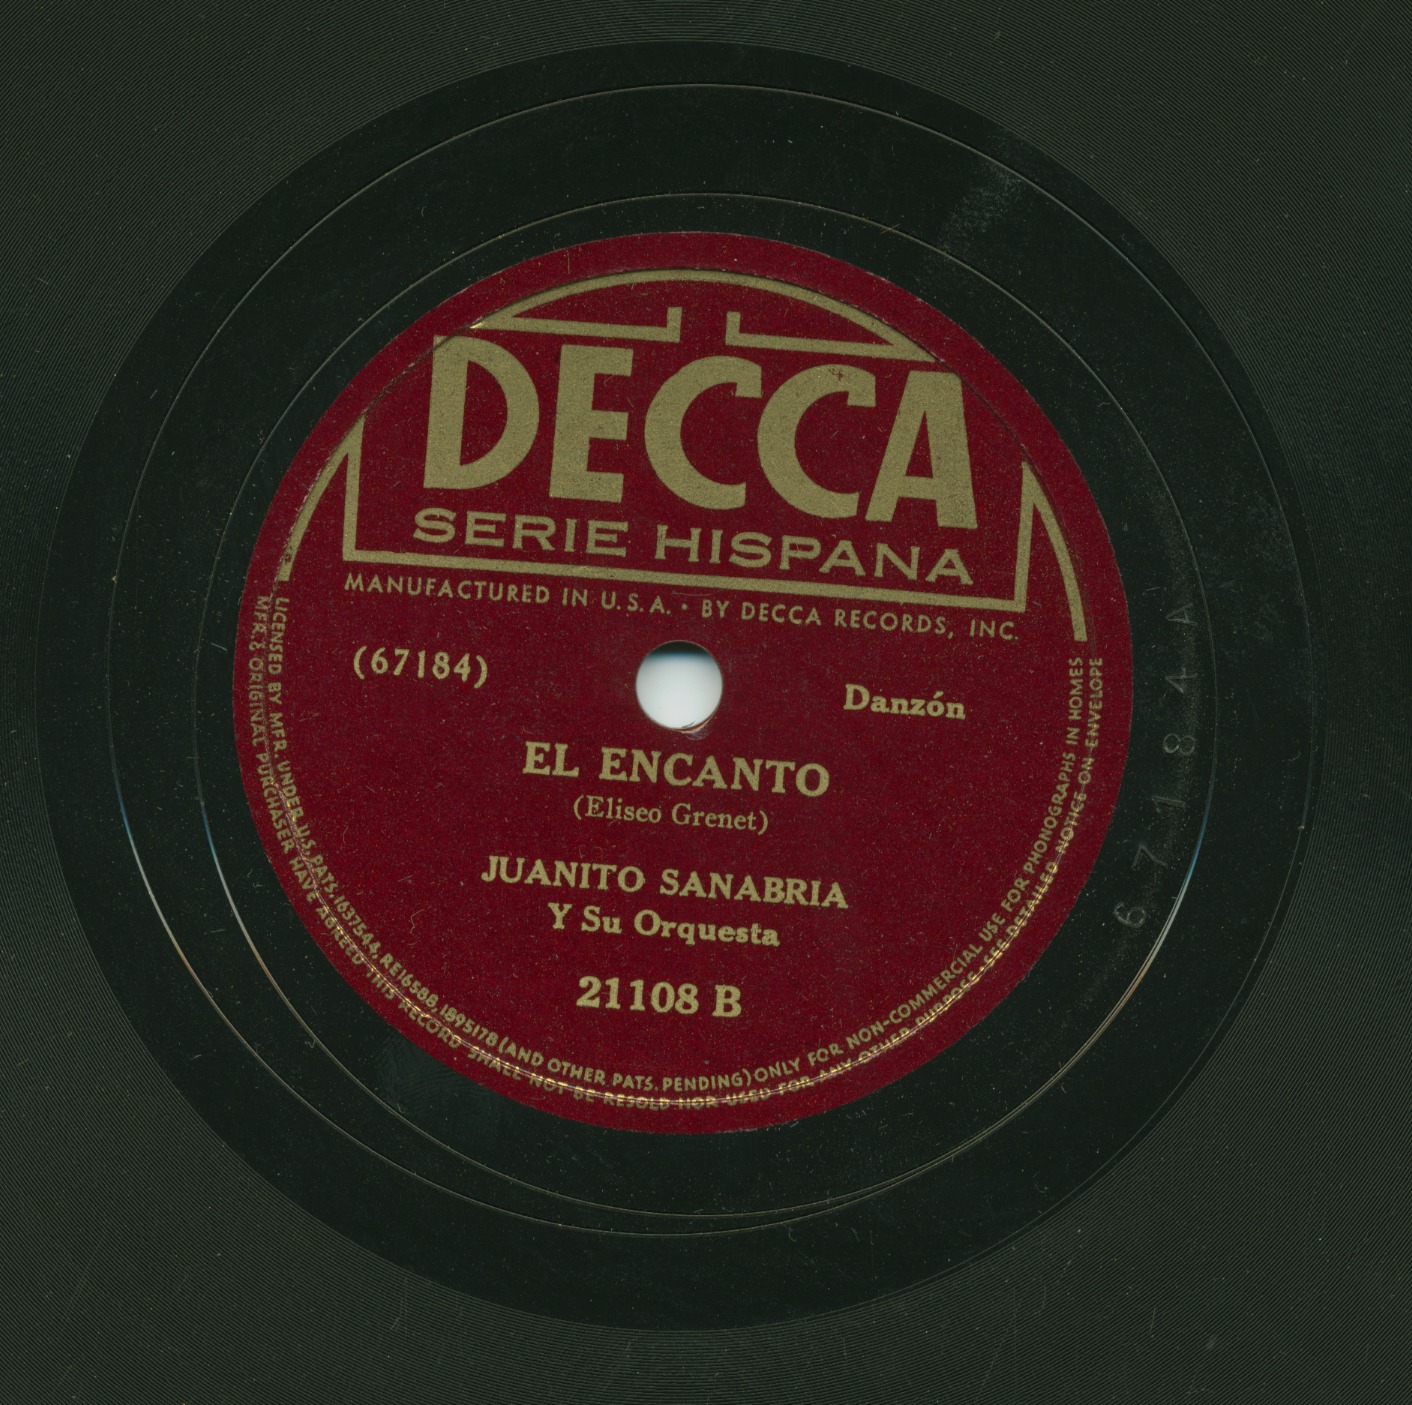 DECCA
SERIE HISPANA
MANUFACTURED IN U.S.A. • BY DECCA RECORDS, INC.
(67184)
Danzón
EL ENCANTO
(Eliseo Grenet)
JUANITO SANABRIA
Y Su Orquesta
21108 B
LICENSED BY MFR. UNDER U.S. PATS. 1637544, RE16588, 1895178 (AND OTHER PATS. PENDING) ONLY FOR NON-COMMERCIAL USE FOR PHONOGRAPHS IN HOMES
MFR. & ORIGINAL PURCHASER HAVE AGREED THIS RECORD SHALL NOT BE RESOLD NOR USED FOR ANY OTHER PURPOSE. SEE DETAILED NOTICE ON ENVELOPE
67184A